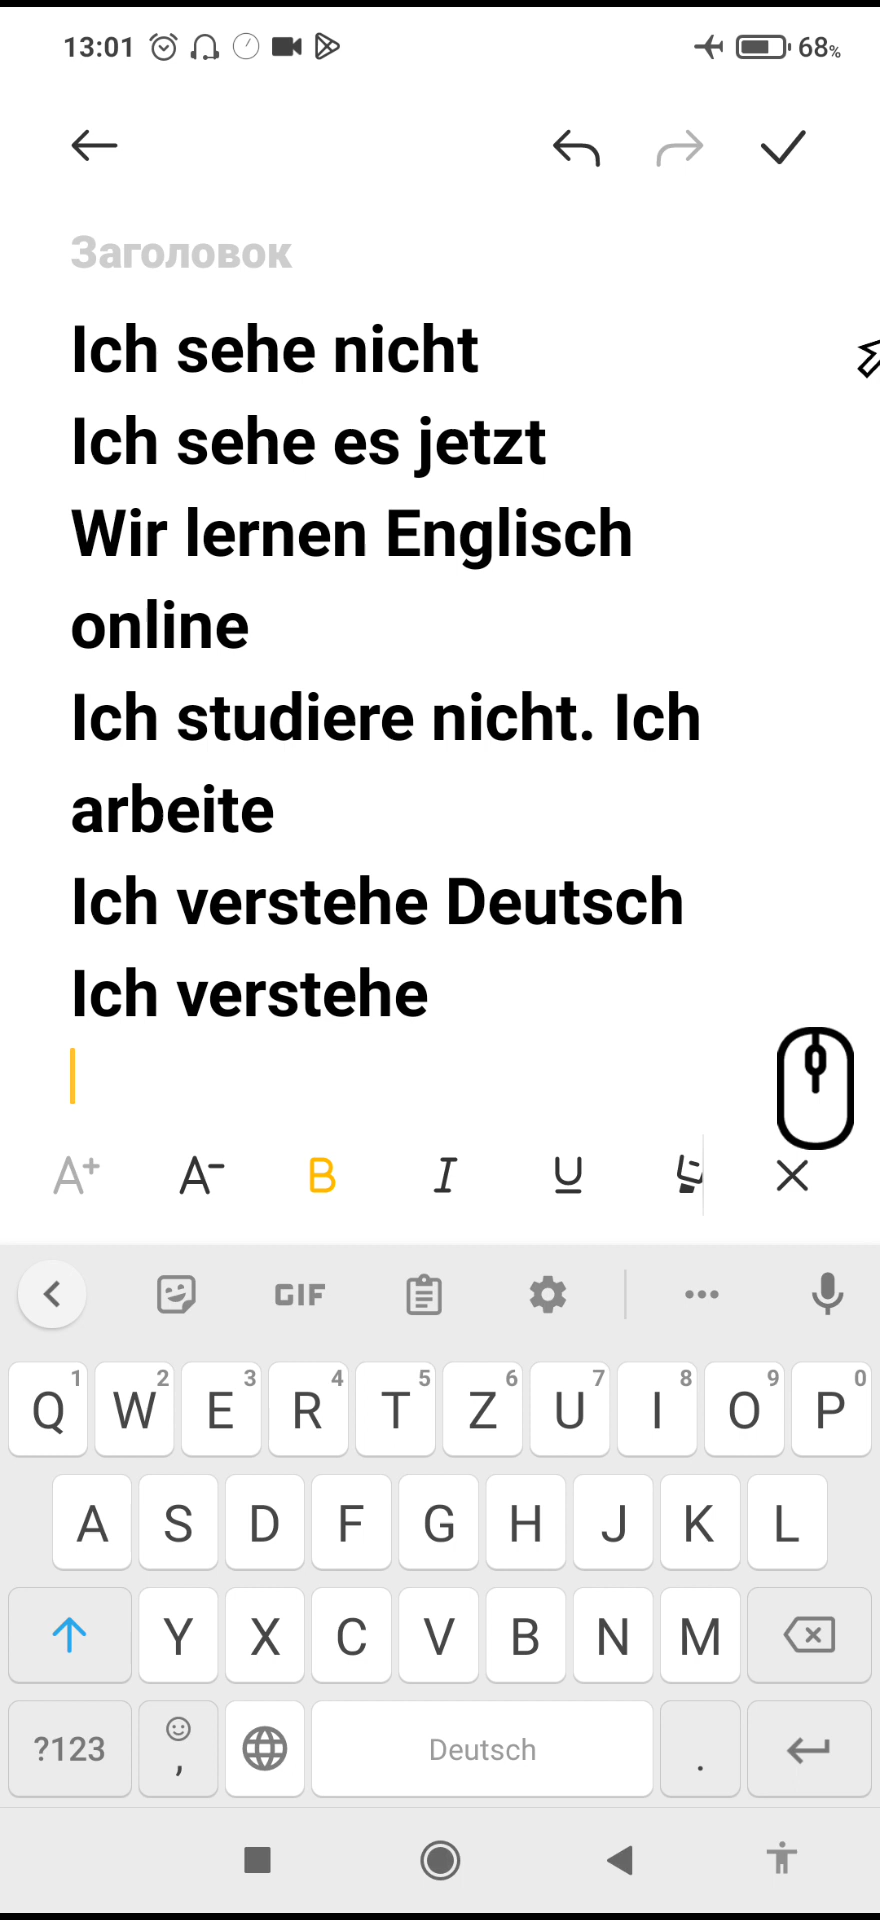 13:01
68%
Заголовок
Ich sehe nicht
Ich sehe es jetzt
Wir lernen Englisch
online
Ich studiere nicht. Ich
arbeite
Ich verstehe Deutsch
Ich verstehe
A+ A- B I U
GIF
1 2 3 4 5 6 7 8 9 0
Q W E R T Z U I O P
A S D F G H J K L
Y X C V B N M
?123 , Deutsch .